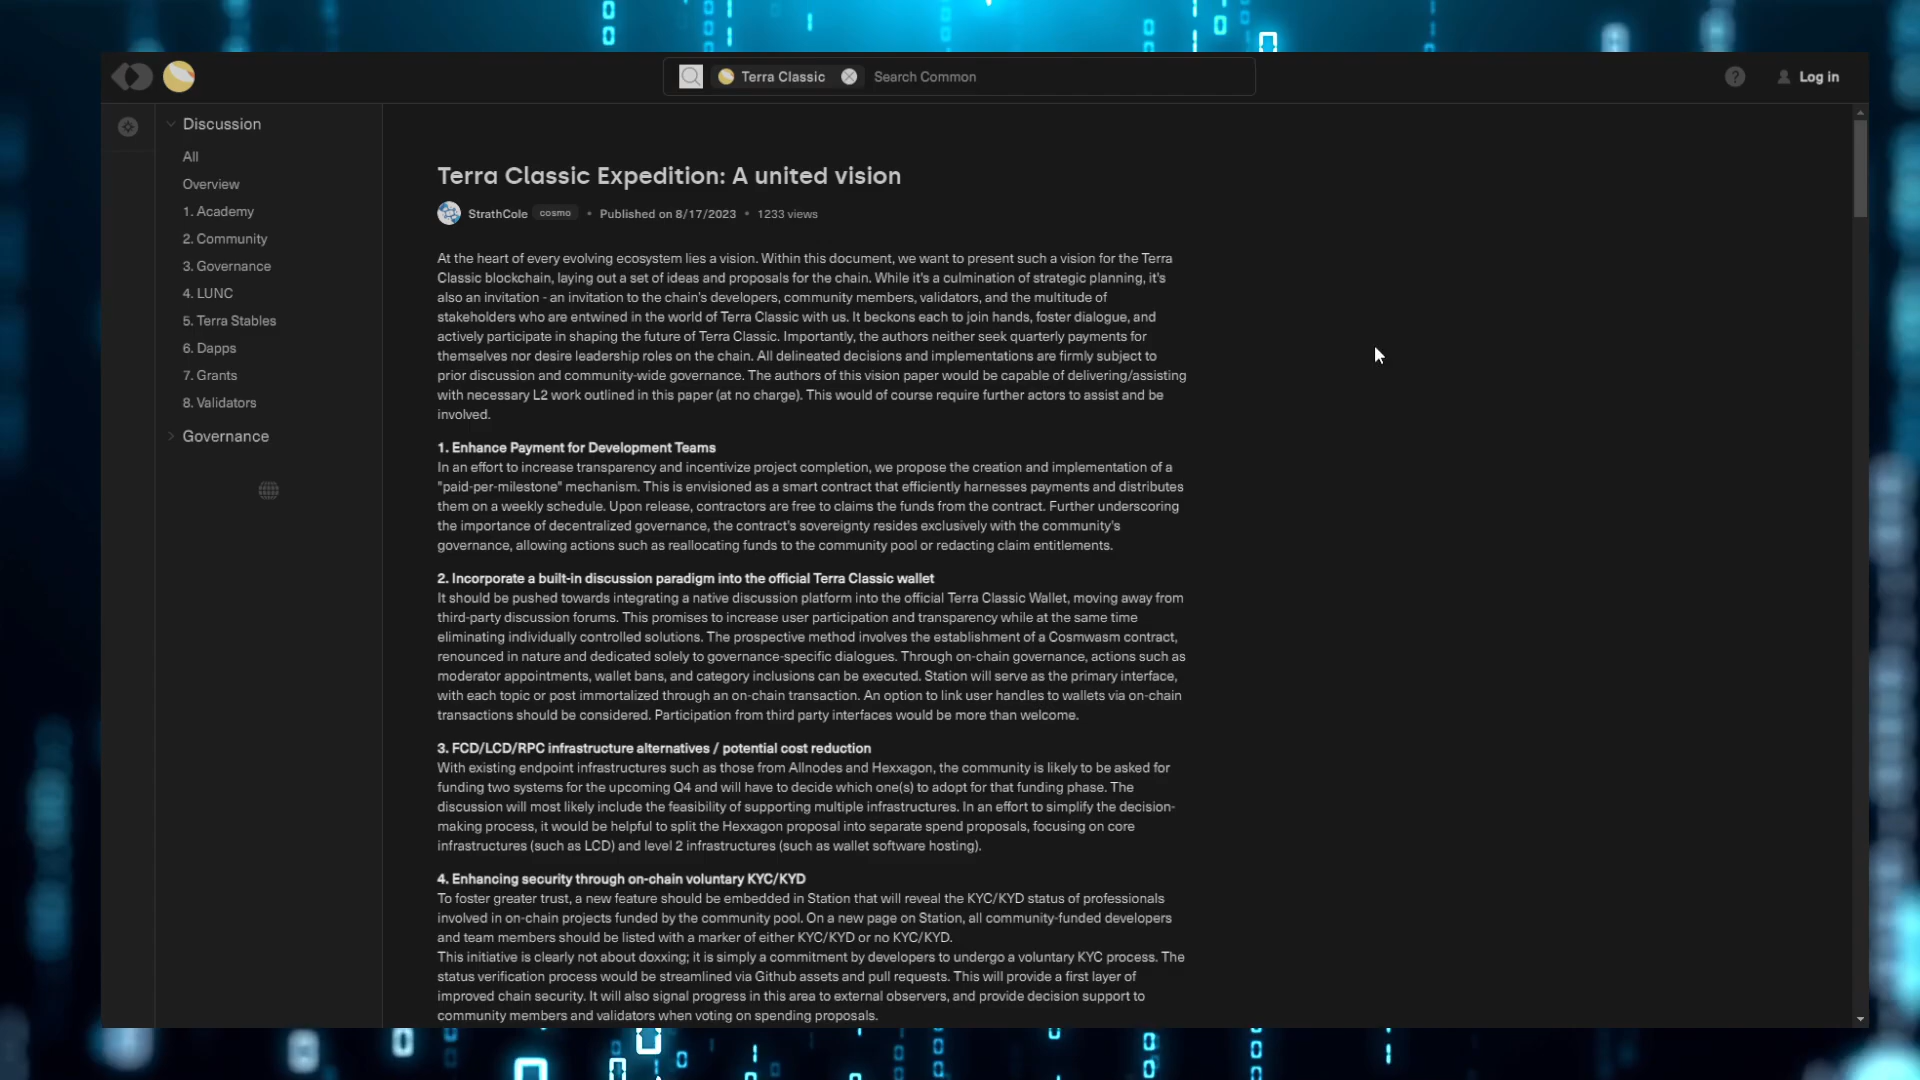 Terra Classic
Search Common
?
Log in
Discussion
All
Overview
1. Academy
2. Community
3. Governance
4. LUNC
5. Terra Stables
6. Dapps
7. Grants
8. Validators
Governance
Terra Classic Expedition: A united vision
StrathCole cosmo • Published on 8/17/2023 • 1233 views
At the heart of every evolving ecosystem lies a vision. Within this document, we want to present such a vision for the Terra
Classic blockchain, laying out a set of ideas and proposals for the chain. While it's a culmination of strategic planning, it's
also an invitation - an invitation to the chain's developers, community members, validators, and the multitude of
stakeholders who are entwined in the world of Terra Classic with us. It beckons each to join hands, foster dialogue, and
actively participate in shaping the future of Terra Classic. Importantly, the authors neither seek quarterly payments for
themselves nor desire leadership roles on the chain. All delineated decisions and implementations are firmly subject to
prior discussion and community-wide governance. The authors of this vision paper would be capable of delivering/assisting
with necessary L2 work outlined in this paper (at no charge). This would of course require further actors to assist and be
involved.
1. Enhance Payment for Development Teams
In an effort to increase transparency and incentivize project completion, we propose the creation and implementation of a
"paid-per-milestone" mechanism. This is envisioned as a smart contract that efficiently harnesses payments and distributes
them on a weekly schedule. Upon release, contractors are free to claims the funds from the contract. Further underscoring
the importance of decentralized governance, the contract's sovereignty resides exclusively with the community's
governance, allowing actions such as reallocating funds to the community pool or redacting claim entitlements.
2. Incorporate a built-in discussion paradigm into the official Terra Classic wallet
It should be pushed towards integrating a native discussion platform into the official Terra Classic Wallet, moving away from
third-party discussion forums. This promises to increase user participation and transparency while at the same time
eliminating individually controlled solutions. The prospective method involves the establishment of a Cosmwasm contract,
renounced in nature and dedicated solely to governance-specific dialogues. Through on-chain governance, actions such as
moderator appointments, wallet bans, and category inclusions can be executed. Station will serve as the primary interface,
with each topic or post immortalized through an on-chain transaction. An option to link user handles to wallets via on-chain
transactions should be considered. Participation from third party interfaces would be more than welcome.
3. FCD/LCD/RPC infrastructure alternatives / potential cost reduction
With existing endpoint infrastructures such as those from Allnodes and Hexxagon, the community is likely to be asked for
funding two systems for the upcoming Q4 and will have to decide which one(s) to adopt for that funding phase. The
discussion will most likely include the feasibility of supporting multiple infrastructures. In an effort to simplify the decision-
making process, it would be helpful to split the Hexxagon proposal into separate spend proposals, focusing on core
infrastructures (such as LCD) and level 2 infrastructures (such as wallet software hosting).
4. Enhancing security through on-chain voluntary KYC/KYD
To foster greater trust, a new feature should be embedded in Station that will reveal the KYC/KYD status of professionals
involved in on-chain projects funded by the community pool. On a new page on Station, all community-funded developers
and team members should be listed with a marker of either KYC/KYD or no KYC/KYD.
This initiative is clearly not about doxxing; it is simply a commitment by developers to undergo a voluntary KYC process. The
status verification process would be streamlined via Github assets and pull requests. This will provide a first layer of
improved chain security. It will also signal progress in this area to external observers, and provide decision support to
community members and validators when voting on spending proposals.